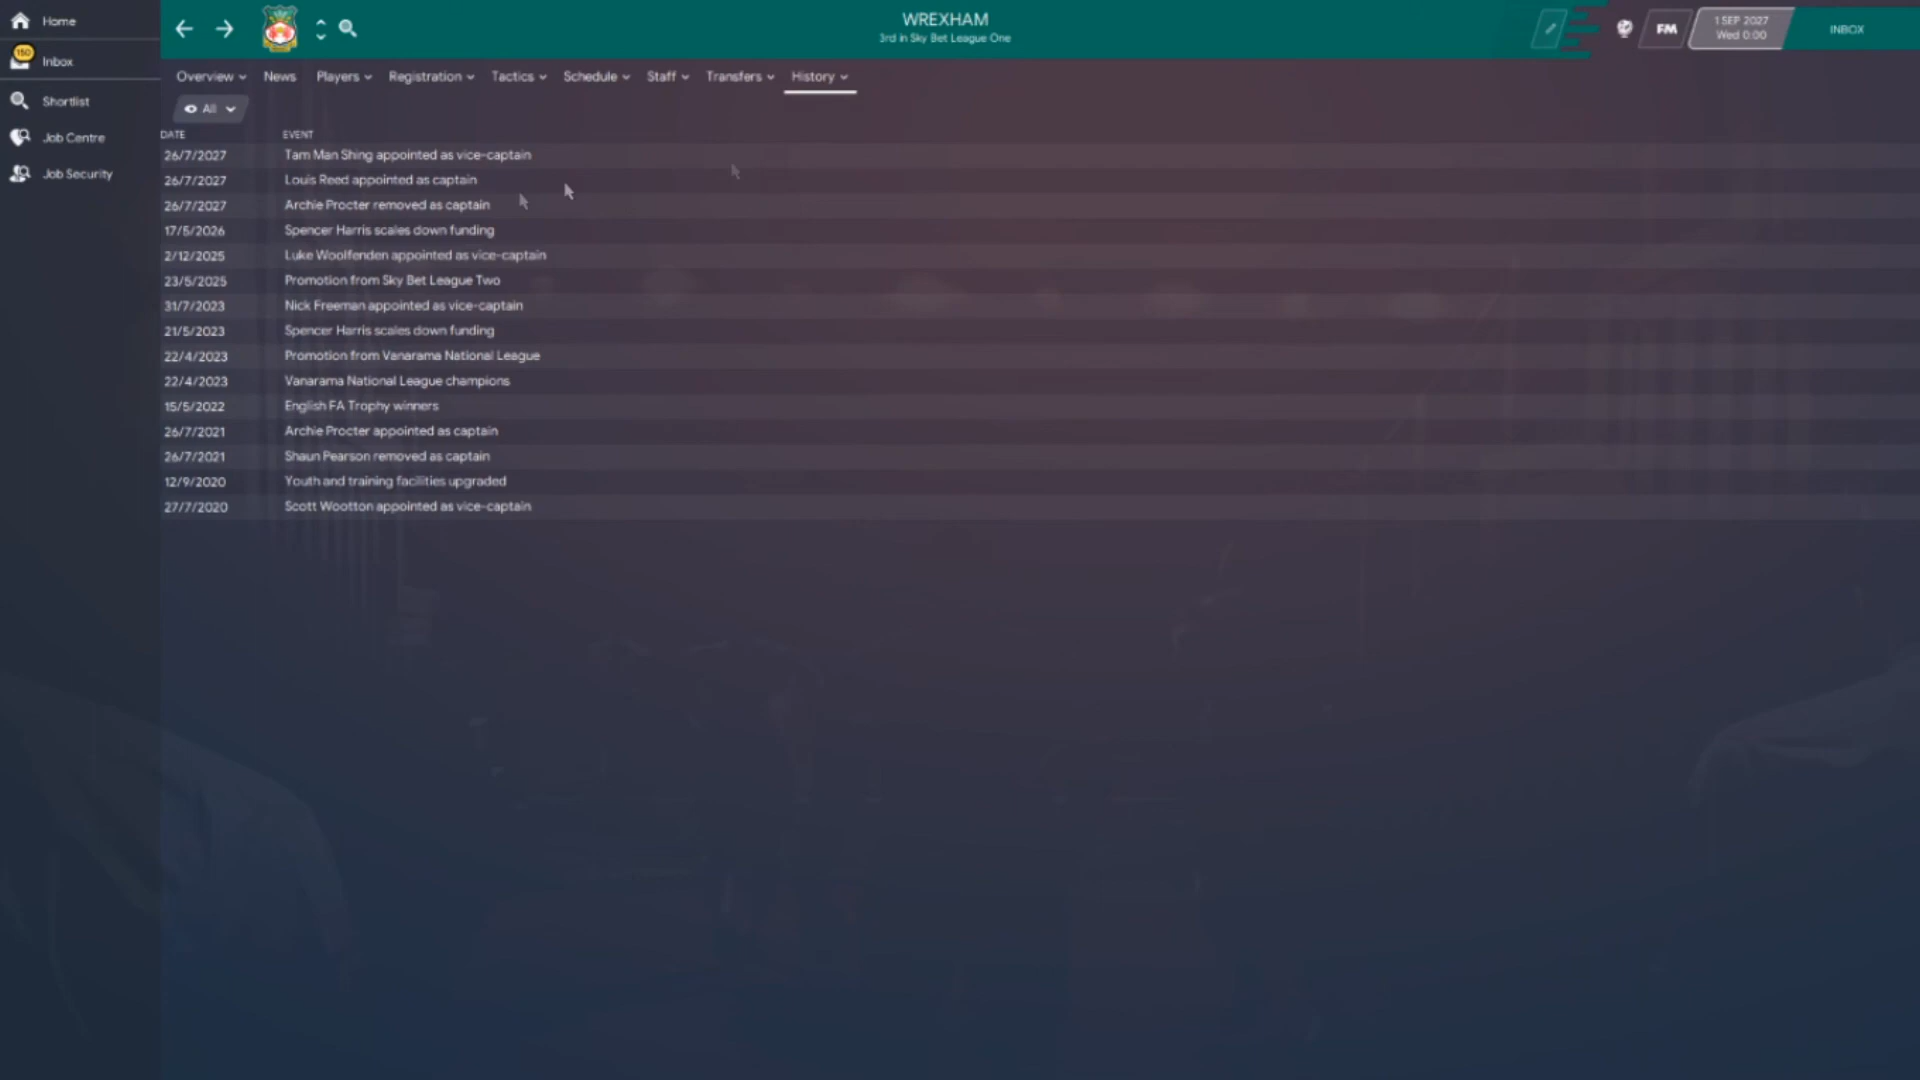 Home
150
Inbox
Shortlist
Job Centre
Job Security
WREXHAM
3rd in Sky Bet League One
FM
1 SEP 2027
Wed 0:00
INBOX
Overview News Players Registration Tactics Schedule Staff Transfers History
All
DATE EVENT
26/7/2027 Tam Man Shing appointed as vice-captain
26/7/2027 Louis Reed appointed as captain
26/7/2027 Archie Procter removed as captain
17/5/2026 Spencer Harris scales down funding
2/12/2025 Luke Woolfenden appointed as vice-captain
23/5/2025 Promotion from Sky Bet League Two
31/7/2023 Nick Freeman appointed as vice-captain
21/5/2023 Spencer Harris scales down funding
22/4/2023 Promotion from Vanarama National League
22/4/2023 Vanarama National League champions
15/5/2022 English FA Trophy winners
26/7/2021 Archie Procter appointed as captain
26/7/2021 Shaun Pearson removed as captain
12/9/2020 Youth and training facilities upgraded
27/7/2020 Scott Wootton appointed as vice-captain